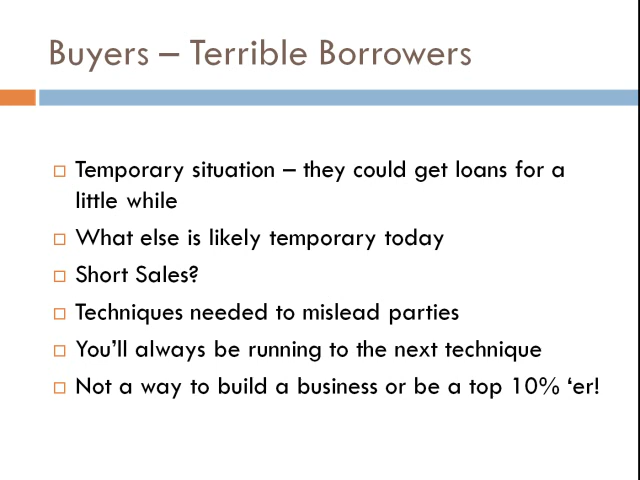 Buyers – Terrible Borrowers
Temporary situation – they could get loans for a
little while
What else is likely temporary today
Short Sales?
Techniques needed to mislead parties
You’ll always be running to the next technique
Not a way to build a business or be a top 10% ‘er!